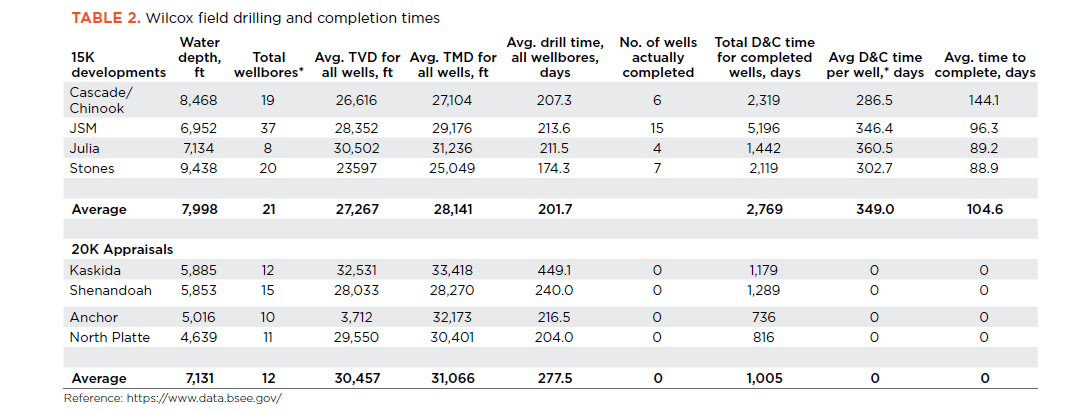 TABLE 2. Wilcox field drilling and completion times
15K developments | Water depth, ft | Total wellbores* | Avg. TVD for all wells, ft | Avg. TMD for all wells, ft | Avg. drill time, all wellbores, days | No. of wells actually completed | Total D&C time for completed wells, days | Avg D&C time per well,* days | Avg. time to complete, days
Cascade/Chinook 8,468 19 26,616 27,104 207.3 6 2,319 286.5 144.1
JSM 6,952 37 28,352 29,176 213.6 15 5,196 346.4 96.3
Julia 7,134 8 30,502 31,236 211.5 4 1,442 360.5 89.2
Stones 9,438 20 23597 25,049 174.3 7 2,119 302.7 88.9
Average 7,998 21 27,267 28,141 201.7 2,769 349.0 104.6
20K Appraisals
Kaskida 5,885 12 32,531 33,418 449.1 0 1,179 0 0
Shenandoah 5,853 15 28,033 28,270 240.0 0 1,289 0 0
Anchor 5,016 10 3,712 32,173 216.5 0 736 0 0
North Platte 4,639 11 29,550 30,401 204.0 0 816 0 0
Average 7,131 12 30,457 31,066 277.5 0 1,005 0 0
Reference: https://www.data.bsee.gov/